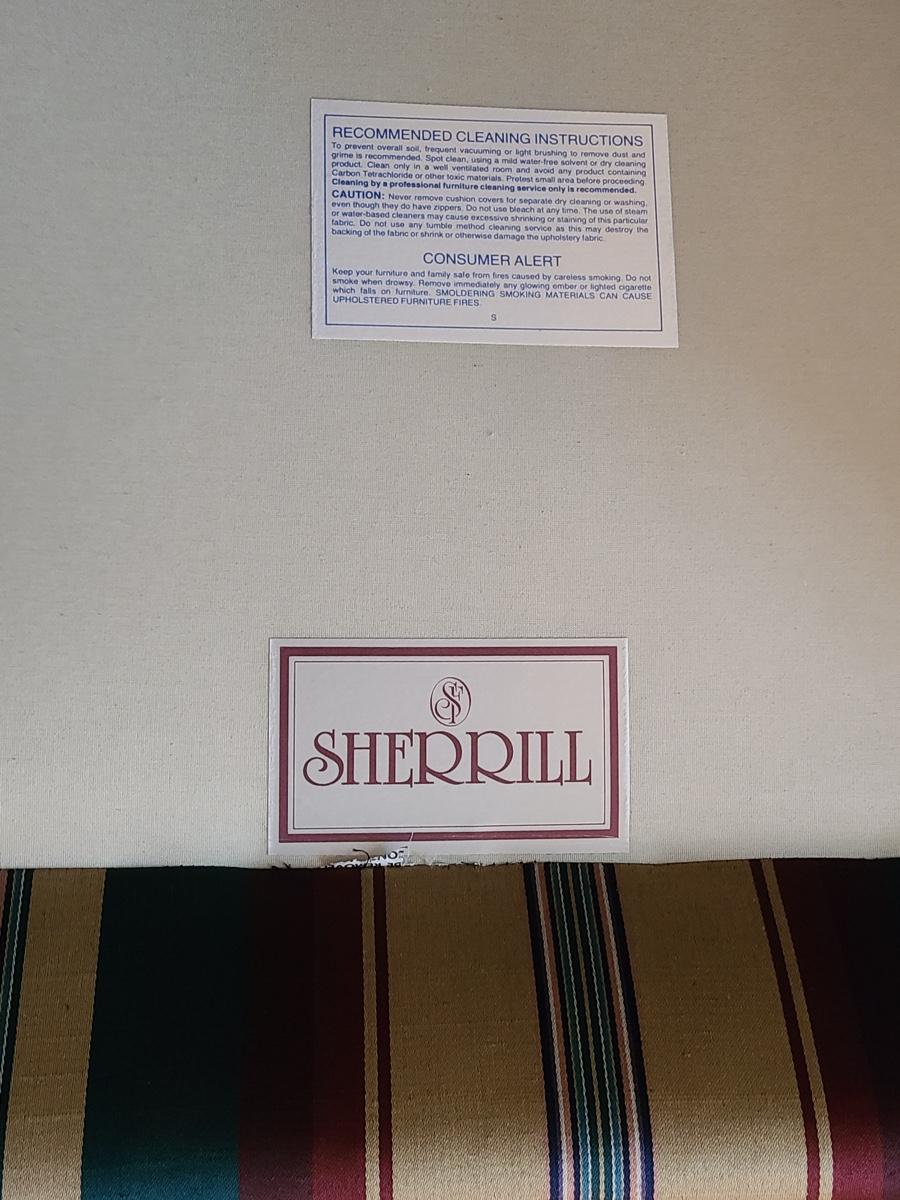 RECOMMENDED CLEANING INSTRUCTIONS
To prevent overall soil, frequent vacuuming or light brushing to remove dust and
grime is recommended. Spot clean, using a mild water-free solvent or dry cleaning
product. Clean only in a well ventilated room and avoid any product containing
Carbon Tetrachloride or other toxic materials. Pretest small area before proceeding.
Cleaning by a professional furniture cleaning service only is recommended.
CAUTION: Never remove cushion covers for separate dry cleaning or washing,
even though they do have zippers. Do not use bleach at any time. The use of steam
or water-based cleaners may cause excessive shrinking or staining of this particular
fabric. Do not use any tumble method cleaning service as this may destroy the
backing of the fabric or shrink or otherwise damage the upholstery fabric.
CONSUMER ALERT
Keep your furniture and family safe from fires caused by careless smoking. Do not
smoke when drowsy. Remove immediately any glowing ember or lighted cigarette
which falls on furniture. SMOLDERING SMOKING MATERIALS CAN CAUSE
UPHOLSTERED FURNITURE FIRES.
S
SHERRILL